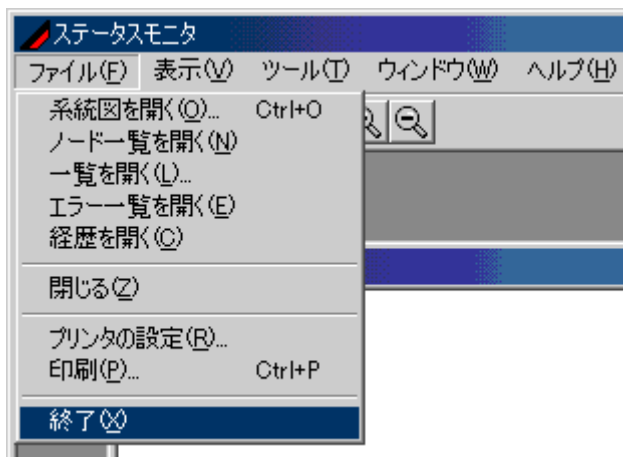 ステータスモニタ
ファイル(F) 表示(V) ツール(T) ウィンドウ(W) ヘルプ(H)
系統図を開く(O)... Ctrl+O
ノード一覧を開く(N)
一覧を開く(L)...
エラー一覧を開く(E)
経歴を開く(C)
閉じる(Z)
プリンタの設定(R)...
印刷(P)... Ctrl+P
終了(X)